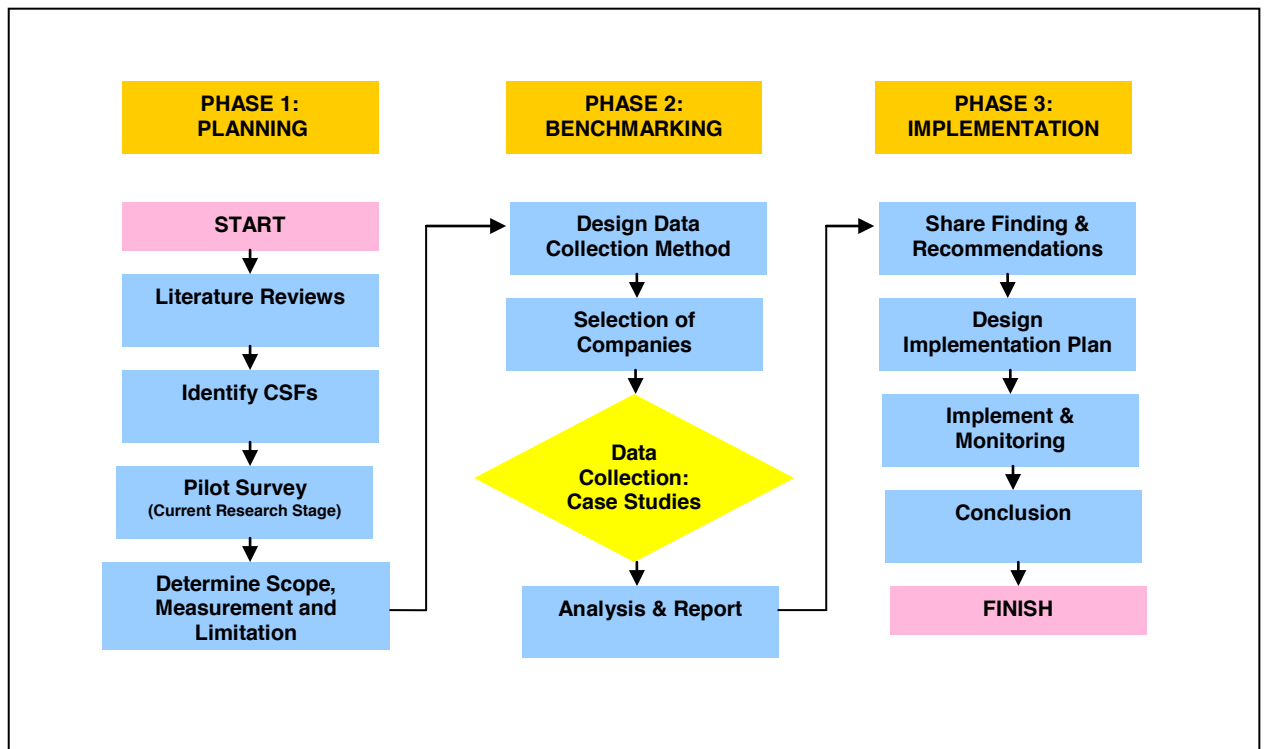 PHASE 1:
PLANNING
START
Literature Reviews
Identify CSFs
Pilot Survey
(Current Research Stage)
Determine Scope,
Measurement and
Limitation
PHASE 2:
BENCHMARKING
Design Data
Collection Method
Selection of
Companies
Data
Collection:
Case Studies
Analysis & Report
PHASE 3:
IMPLEMENTATION
Share Finding &
Recommendations
Design
Implementation Plan
Implement &
Monitoring
Conclusion
FINISH